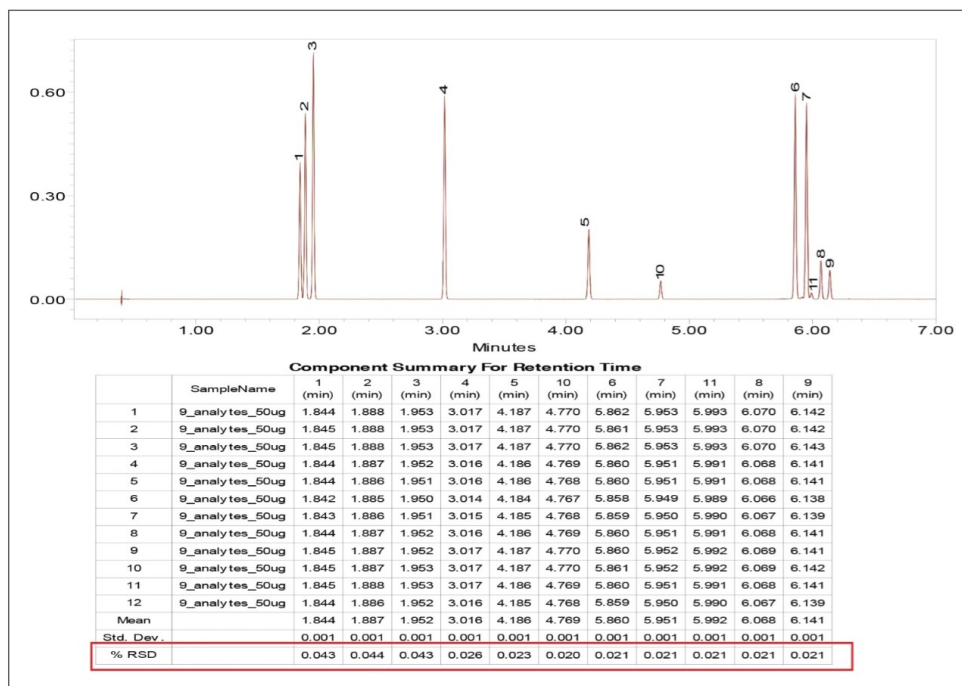 3
2
1
4
5
10
6
7
11
8
9
0.60
0.30
0.00
1.00 2.00 3.00 4.00 5.00 6.00 7.00
Minutes
Component Summary For Retention Time
SampleName 1 (min) 2 (min) 3 (min) 4 (min) 5 (min) 10 (min) 6 (min) 7 (min) 11 (min) 8 (min) 9 (min)
1 9_analytes_50ug 1.844 1.888 1.953 3.017 4.187 4.770 5.862 5.953 5.993 6.070 6.142
2 9_analytes_50ug 1.845 1.888 1.953 3.017 4.187 4.770 5.861 5.953 5.993 6.070 6.142
3 9_analytes_50ug 1.845 1.888 1.953 3.017 4.187 4.770 5.862 5.953 5.993 6.070 6.143
4 9_analytes_50ug 1.844 1.887 1.952 3.016 4.186 4.769 5.860 5.951 5.991 6.068 6.141
5 9_analytes_50ug 1.844 1.886 1.951 3.016 4.186 4.768 5.860 5.951 5.991 6.068 6.141
6 9_analytes_50ug 1.842 1.885 1.950 3.014 4.184 4.767 5.858 5.949 5.989 6.066 6.138
7 9_analytes_50ug 1.843 1.886 1.951 3.015 4.185 4.768 5.859 5.950 5.990 6.067 6.139
8 9_analytes_50ug 1.844 1.887 1.952 3.016 4.186 4.769 5.860 5.951 5.991 6.068 6.141
9 9_analytes_50ug 1.845 1.887 1.952 3.017 4.187 4.770 5.860 5.952 5.992 6.069 6.141
10 9_analytes_50ug 1.845 1.887 1.953 3.017 4.187 4.770 5.861 5.952 5.992 6.069 6.142
11 9_analytes_50ug 1.845 1.888 1.953 3.017 4.186 4.769 5.860 5.951 5.991 6.068 6.141
12 9_analytes_50ug 1.844 1.886 1.952 3.016 4.185 4.768 5.859 5.950 5.990 6.067 6.139
Mean 1.844 1.887 1.952 3.016 4.186 4.769 5.860 5.951 5.992 6.068 6.141
Std. Dev. 0.001 0.001 0.001 0.001 0.001 0.001 0.001 0.001 0.001 0.001 0.001
% RSD 0.043 0.044 0.043 0.026 0.023 0.020 0.021 0.021 0.021 0.021 0.021